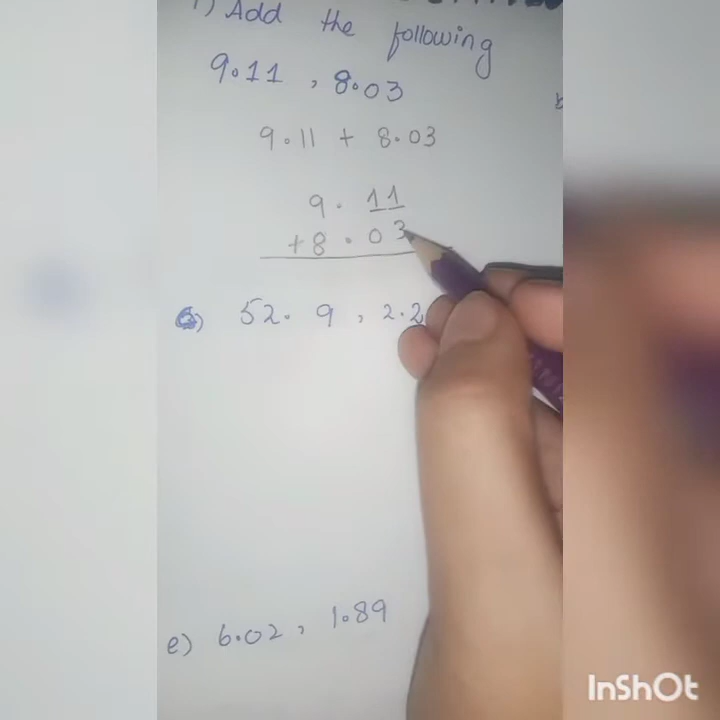 1) Add the following
9.11 , 8.03
9.11 + 8.03
9.11
+8.03
52.9 , 2.2
e) 6.02 , 1.89
InShOt